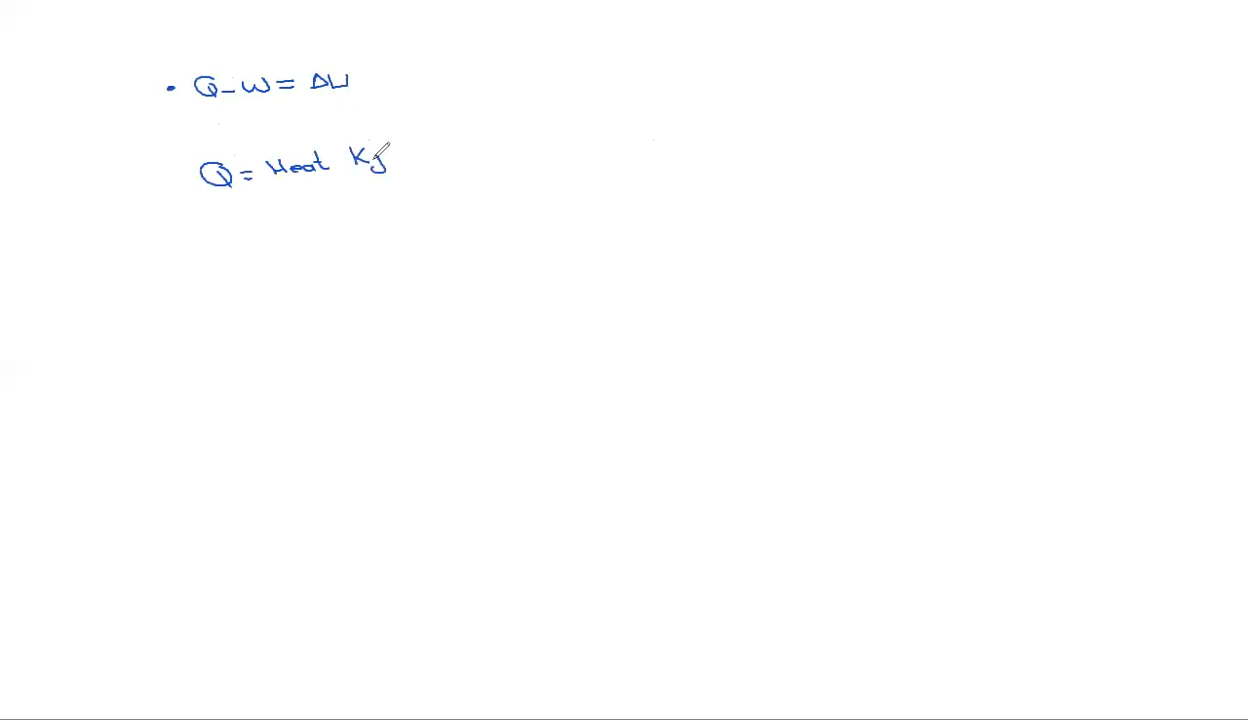 • Q - W = ΔU
Q = Heat KJ